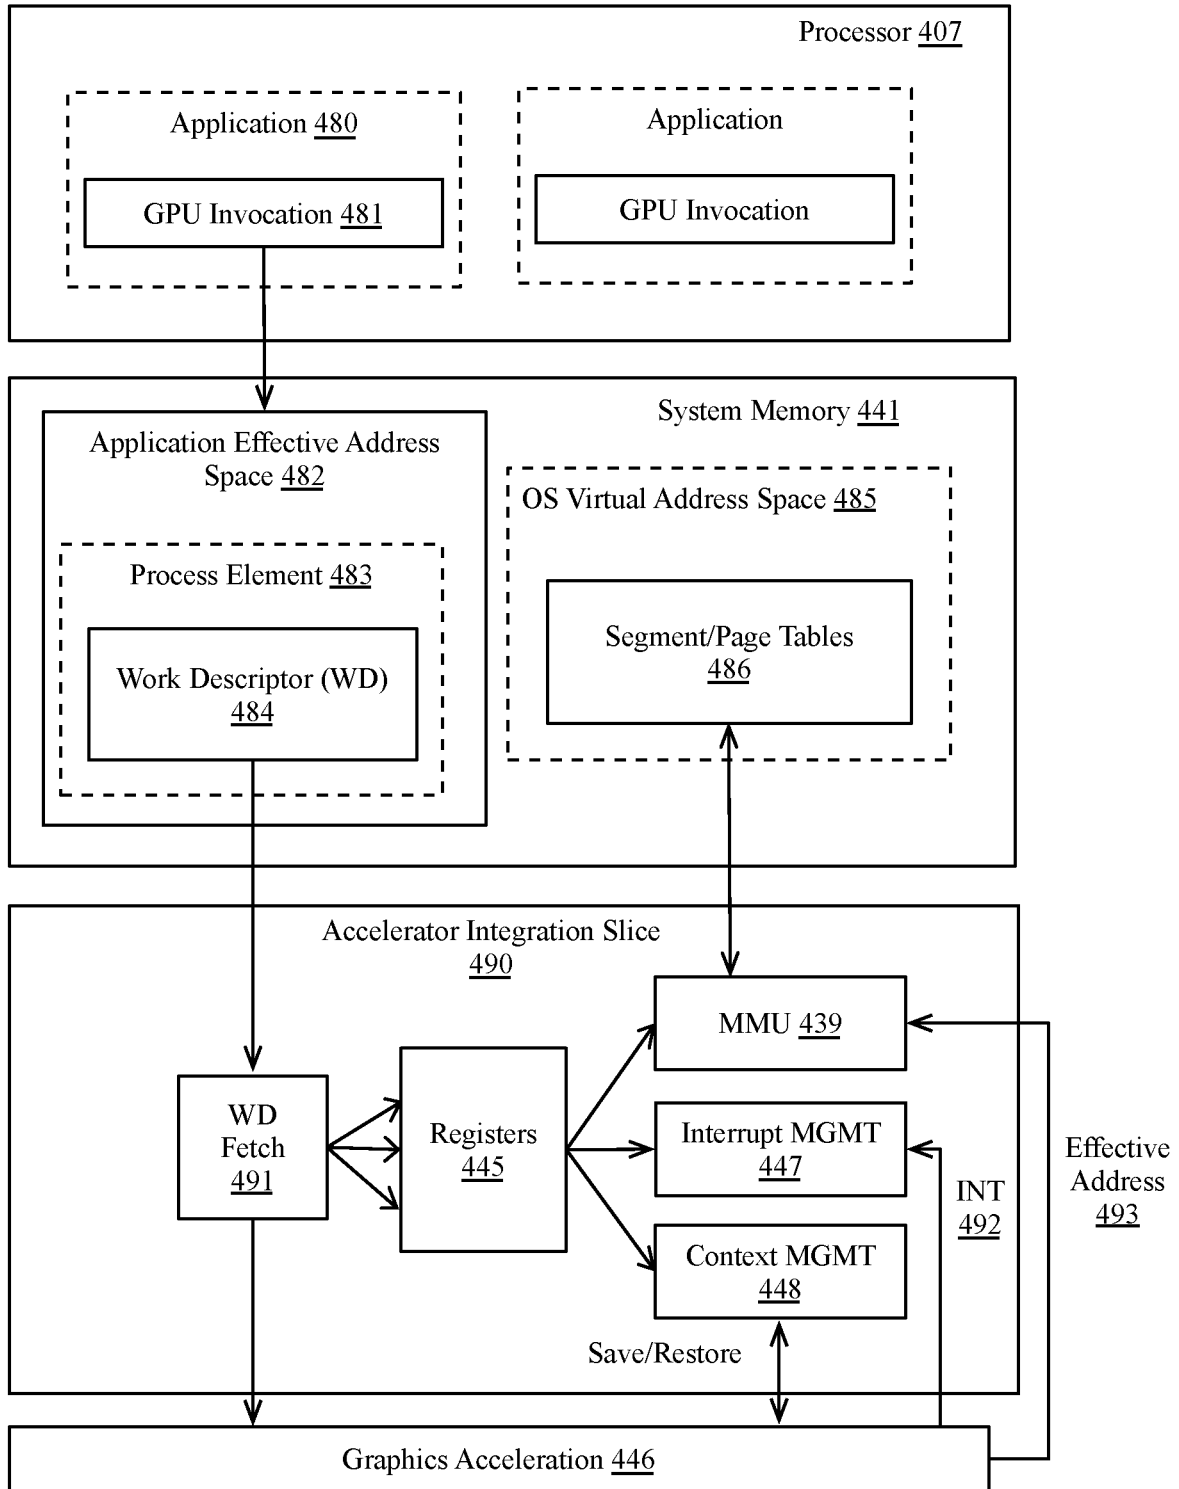 Processor 407
Application 480
Application
GPU Invocation 481
GPU Invocation
System Memory 441
Application Effective Address
Space 482
OS Virtual Address Space 485
Process Element 483
Segment/Page Tables
486
Work Descriptor (WD)
484
Accelerator Integration Slice
490
MMU 439
WD
Fetch
491
Registers
445
Interrupt MGMT
447
Effective
Address
493
INT
492
Context MGMT
448
Save/Restore
Graphics Acceleration 446